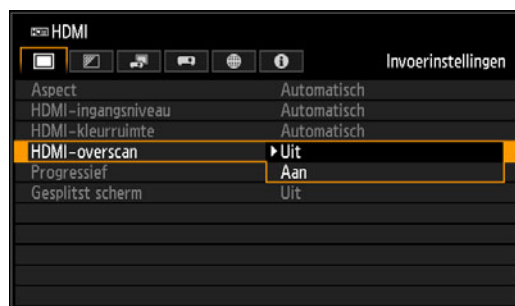 HDMI
Invoerinstellingen
Aspect Automatisch
HDMI-ingangsniveau Automatisch
HDMI-kleurruimte Automatisch
HDMI-overscan Uit
Progressief Aan
Gesplitst scherm Uit